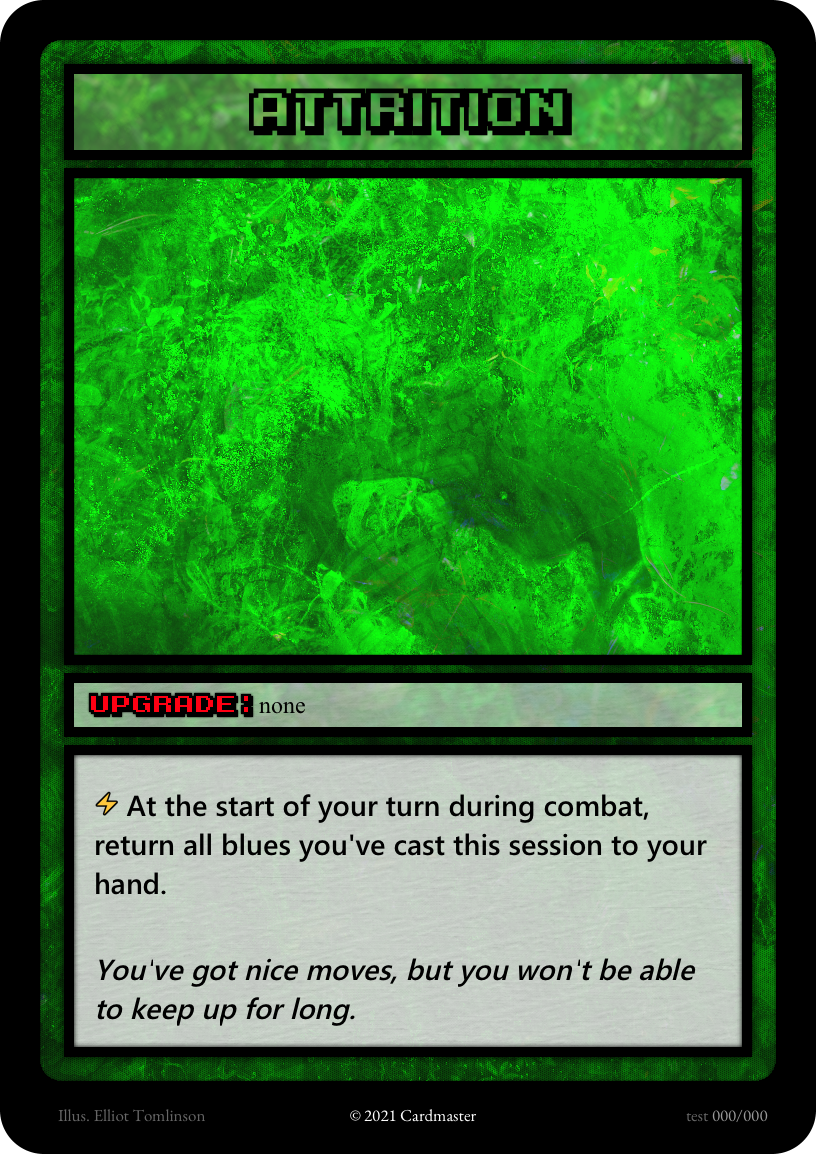 ATTRITION
UPGRADE: none
⚡ At the start of your turn during combat,
return all blues you've cast this session to your
hand.
You've got nice moves, but you won't be able
to keep up for long.
Illus. Elliot Tomlinson © 2021 Cardmaster test 000/000